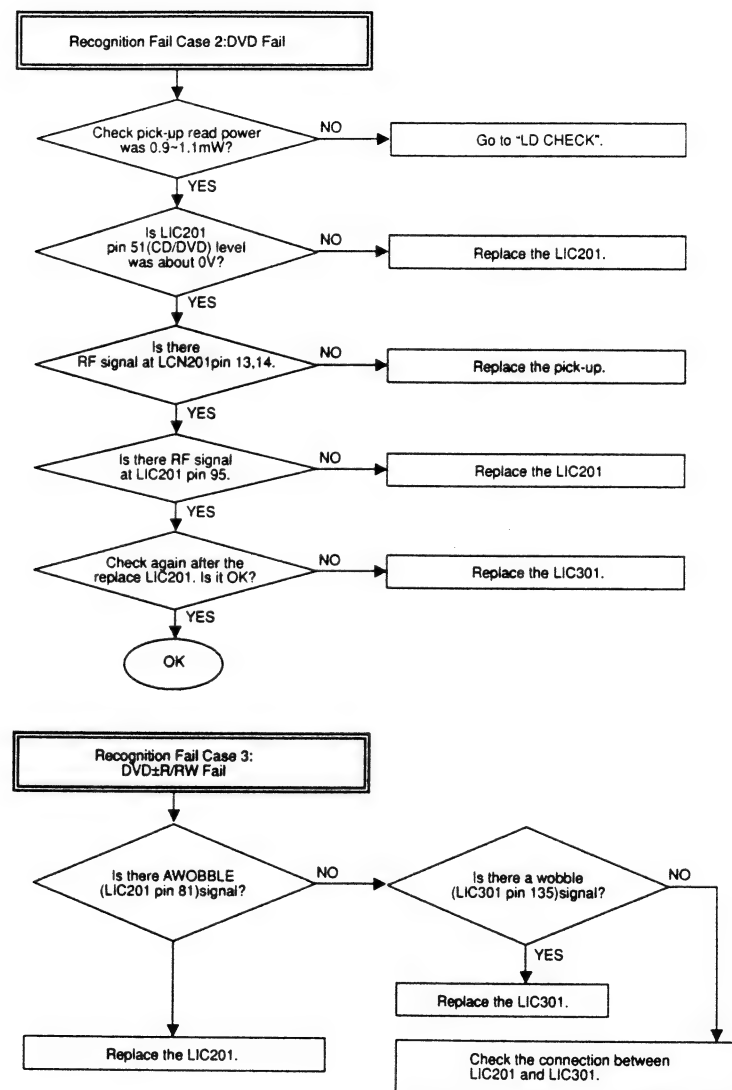 Recognition Fail Case 2:DVD Fail
Check pick-up read power
was 0.9~1.1mW?
NO
Go to "LD CHECK".
YES
Is LIC201
pin 51(CD/DVD) level
was about 0V?
NO
Replace the LIC201.
YES
Is there
RF signal at LCN201pin 13,14.
NO
Replace the pick-up.
YES
Is there RF signal
at LIC201 pin 95.
NO
Replace the LIC201
YES
Check again after the
replace LIC201. Is it OK?
NO
Replace the LIC301.
YES
OK
Recognition Fail Case 3:
DVD±R/RW Fail
Is there AWOBBLE
(LIC201 pin 81)signal?
NO
Is there a wobble
(LIC301 pin 135)signal?
NO
YES
Replace the LIC301.
Replace the LIC201.
Check the connection between
LIC201 and LIC301.